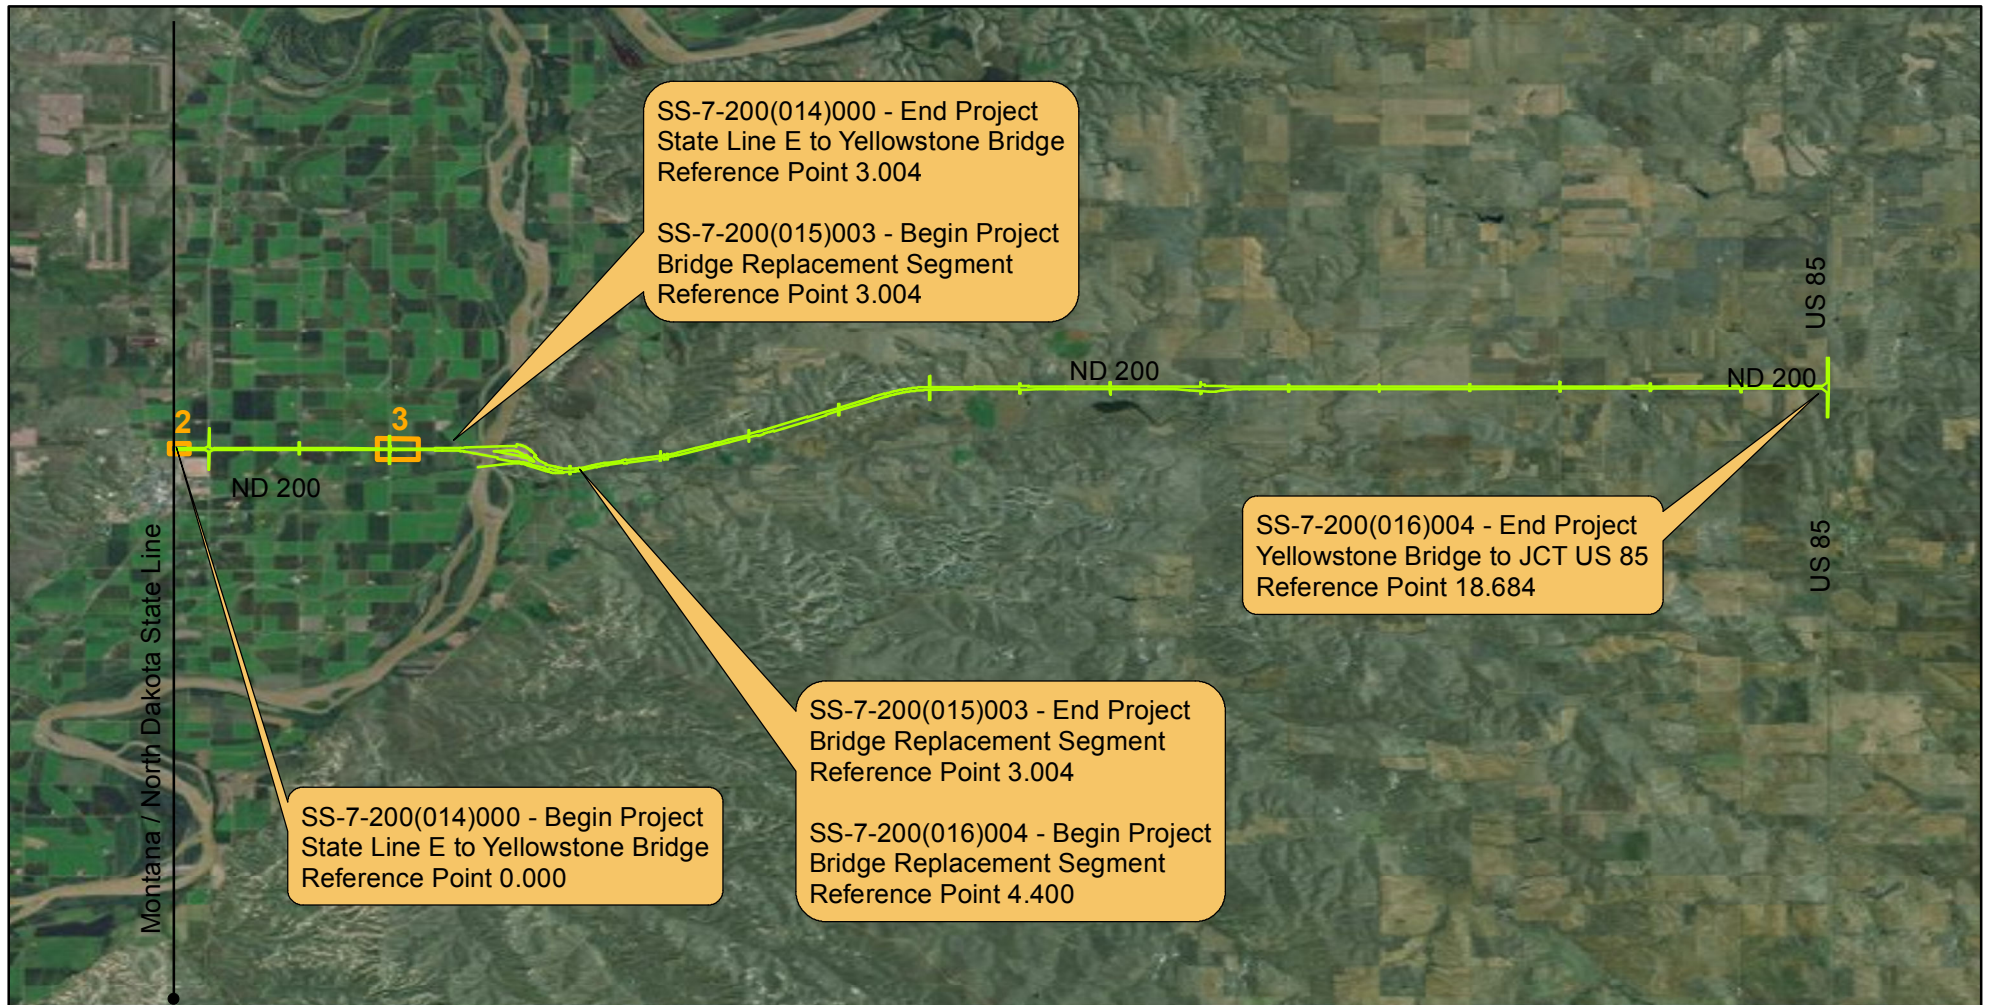 SS-7-200(014)000 - End Project
State Line E to Yellowstone Bridge
Reference Point 3.004
SS-7-200(015)003 - Begin Project
Bridge Replacement Segment
Reference Point 3.004
US 85
ND 200
ND 200
2
3
ND 200
SS-7-200(016)004 - End Project
Yellowstone Bridge to JCT US 85
Reference Point 18.684
US 85
Montana / North Dakota State Line
SS-7-200(015)003 - End Project
Bridge Replacement Segment
Reference Point 3.004
SS-7-200(016)004 - Begin Project
Bridge Replacement Segment
Reference Point 4.400
SS-7-200(014)000 - Begin Project
State Line E to Yellowstone Bridge
Reference Point 0.000